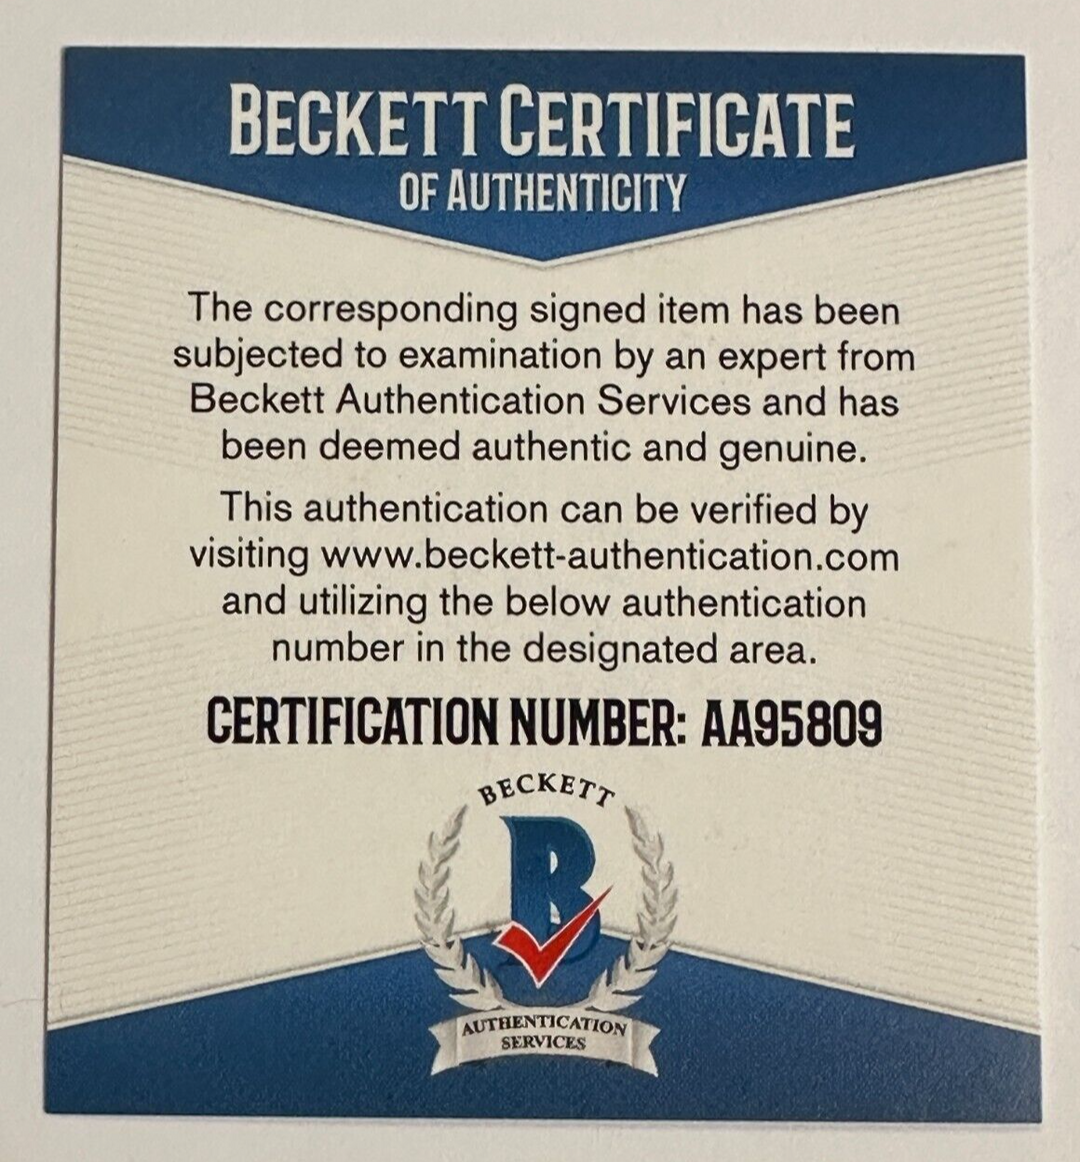 BECKETT CERTIFICATE
OF AUTHENTICITY
The corresponding signed item has been
subjected to examination by an expert from
Beckett Authentication Services and has
been deemed authentic and genuine.
This authentication can be verified by
visiting www.beckett-authentication.com
and utilizing the below authentication
number in the designated area.
CERTIFICATION NUMBER: AA95809
BECKETT
B
AUTHENTICATION
SERVICES